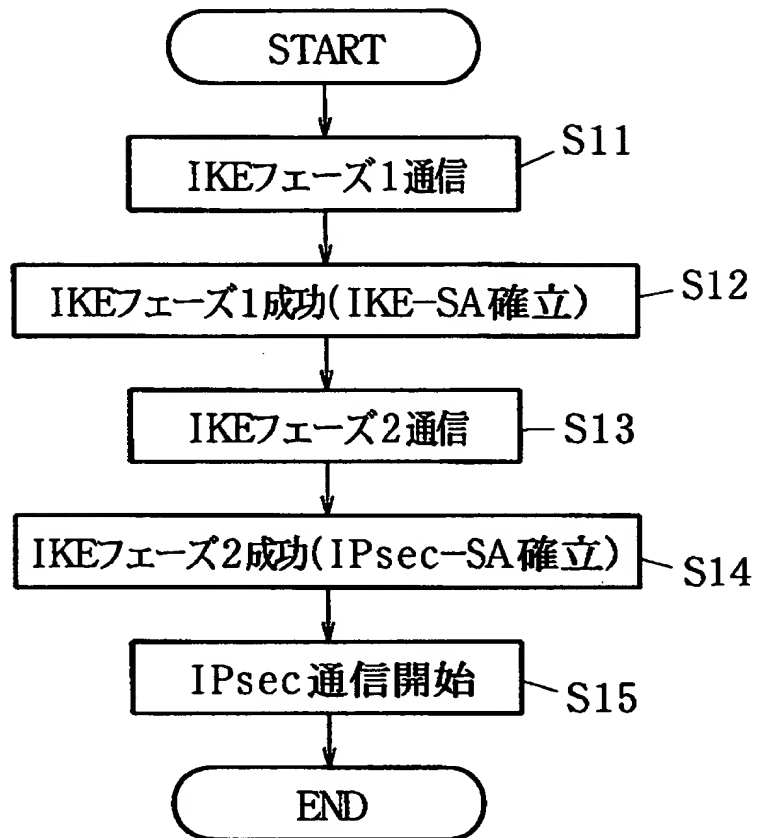 START
IKEフェーズ1通信
S11
IKEフェーズ1成功(IKE-SA確立)
S12
IKEフェーズ2通信
S13
IKEフェーズ2成功(IPsec-SA確立)
S14
IPsec通信開始
S15
END